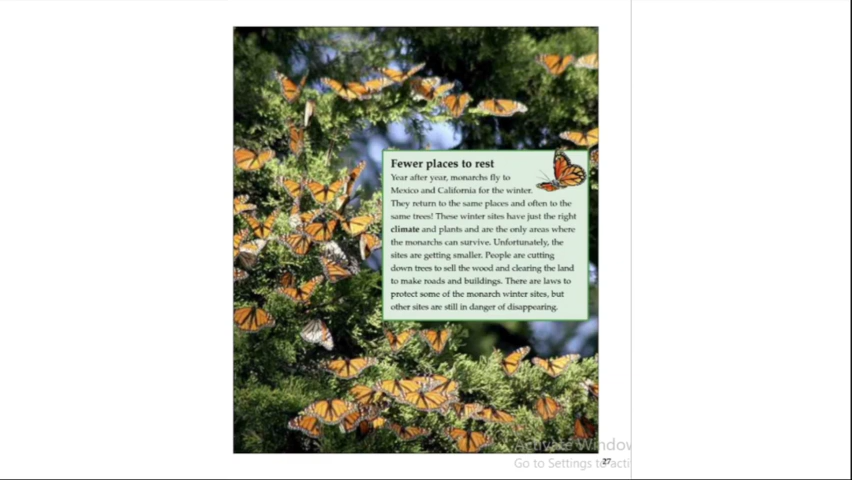 Fewer places to rest
Year after year, monarchs fly to
Mexico and California for the winter.
They return to the same places and often to the
same trees! These winter sites have just the right
climate and plants and are the only areas where
the monarchs can survive. Unfortunately, the
sites are getting smaller. People are cutting
down trees to sell the wood and clearing the land
to make roads and buildings. There are laws to
protect some of the monarch winter sites, but
other sites are still in danger of disappearing.
Activate Window
Go to Settings to acti
27